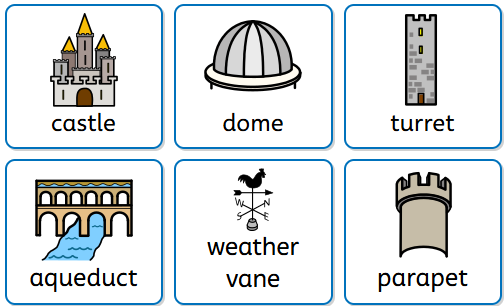 castle
dome
turret
aqueduct
W N
S E
weather
vane
parapet